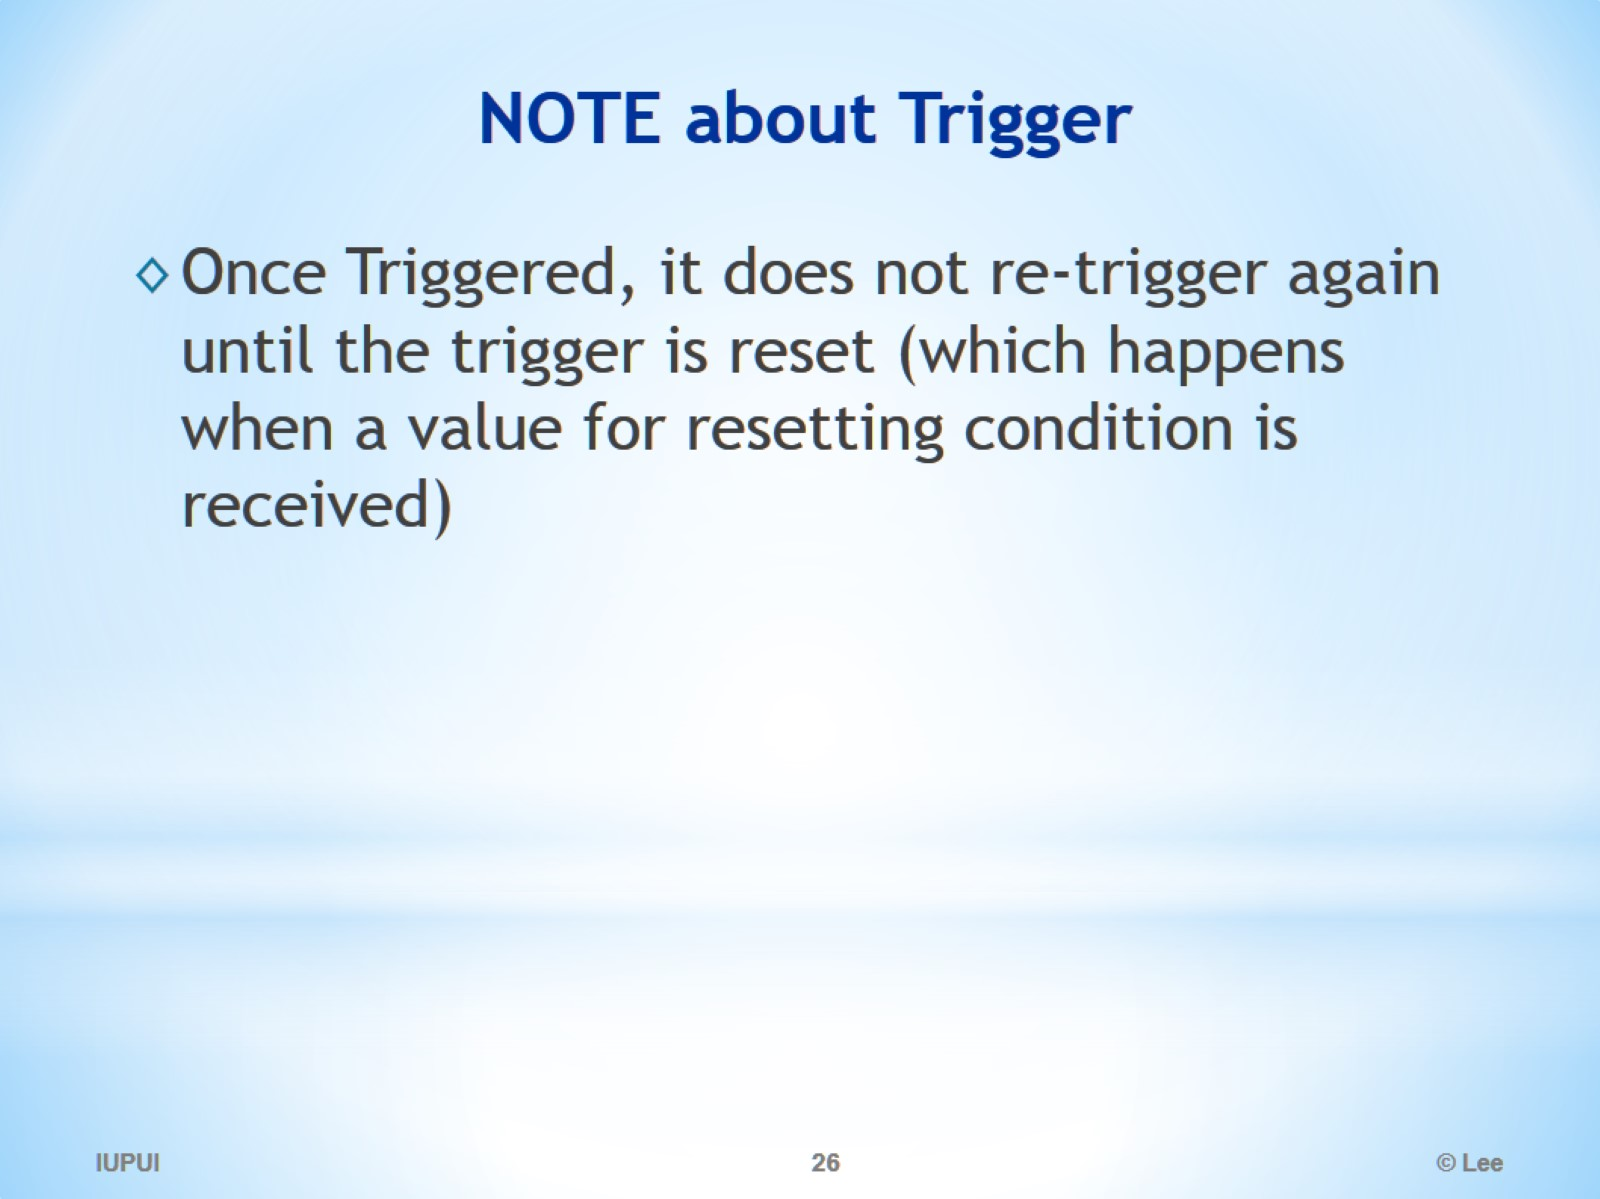 NOTE about Trigger
◇ Once Triggered, it does not re-trigger again
until the trigger is reset (which happens
when a value for resetting condition is
received)
IUPUI
26
© Lee